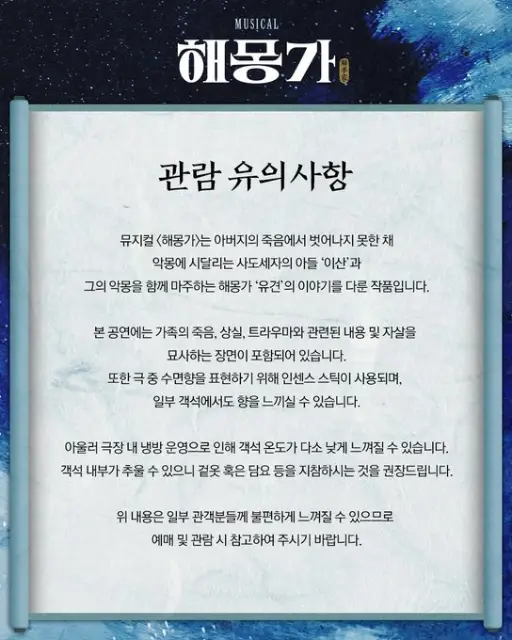 MUSICAL
해몽가
관람 유의사항
뮤지컬 〈해몽가〉는 아버지의 죽음에서 벗어나지 못한 채
악몽에 시달리는 사도세자의 아들 ‘이산’과
그의 악몽을 함께 마주하는 해몽가 ‘유견’의 이야기를 다룬 작품입니다.
본 공연에는 가족의 죽음, 상실, 트라우마와 관련된 내용 및 자살을
묘사하는 장면이 포함되어 있습니다.
또한 극 중 수면향을 표현하기 위해 인센스 스틱이 사용되며,
일부 객석에서도 향을 느끼실 수 있습니다.
아울러 극장 내 냉방 운영으로 인해 객석 온도가 다소 낮게 느껴질 수 있습니다.
객석 내부가 추울 수 있으니 겉옷 혹은 담요 등을 지참하시는 것을 권장드립니다.
위 내용은 일부 관객분들께 불편하게 느껴질 수 있으므로
예매 및 관람 시 참고하여 주시기 바랍니다.